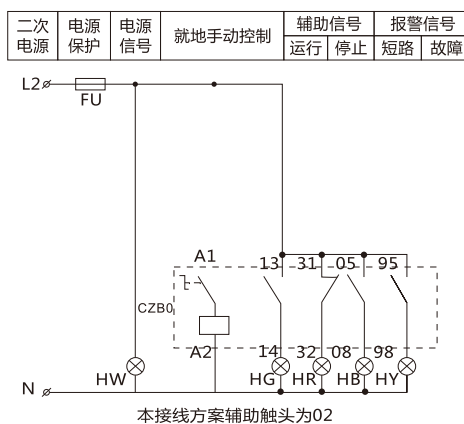 二次电源
电源保护
电源信号
就地手动控制
辅助信号
报警信号
运行
停止
短路
故障
L2
FU
A1
13
31
05
95
CZB0
A2
14
32
08
98
HW
HG
HR
HB
HY
N
本接线方案辅助触头为02